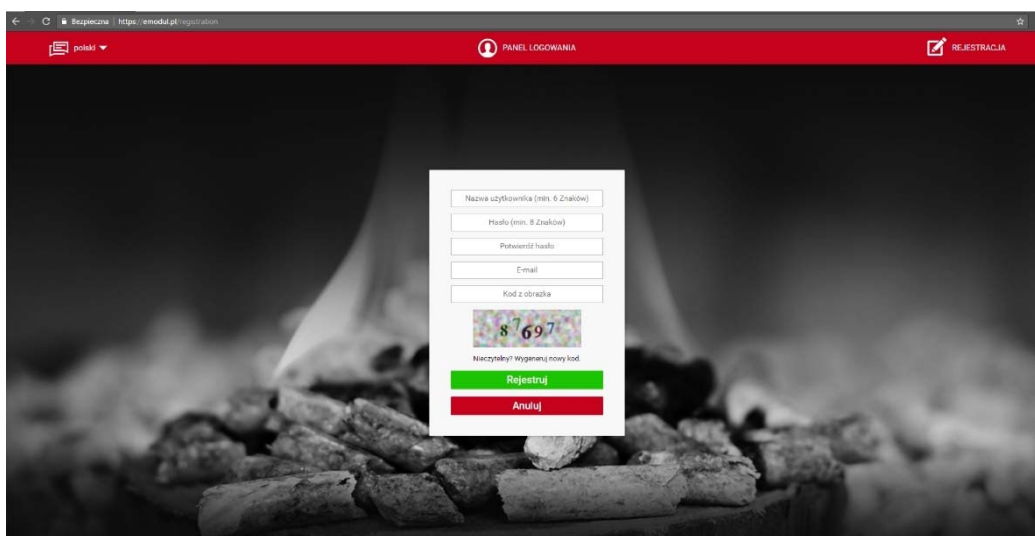 Bezpieczna | https://emodul.pl/registration
polski
PANEL LOGOWANIA
REJESTRACJA
Nazwa użytkownika (min. 6 Znaków)
Hasło (min. 8 Znaków)
Potwierdź hasło
E-mail
Kod z obrazka
87697
Nieczytelny? Wygeneruj nowy kod.
Rejestruj
Anuluj